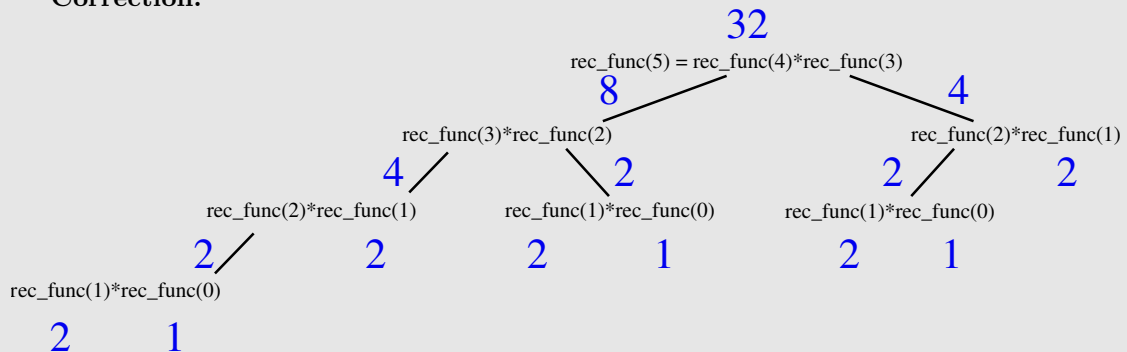 Correction:
32
rec_func(5) = rec_func(4)*rec_func(3)
8 4
rec_func(3)*rec_func(2) rec_func(2)*rec_func(1)
4 2 2 2
rec_func(2)*rec_func(1) rec_func(1)*rec_func(0) rec_func(1)*rec_func(0)
2 2 2 1 2 1
rec_func(1)*rec_func(0)
2 1